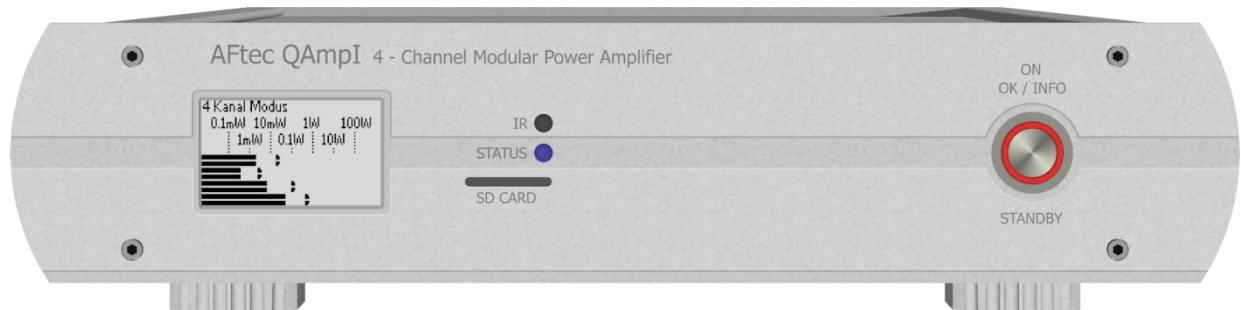 AFtec QAmpI 4 - Channel Modular Power Amplifier
ON
OK / INFO
4 Kanal Modus
0.1mW 10mW 1W 100W
1mW 0.1W 10W
IR
STATUS
SD CARD
STANDBY